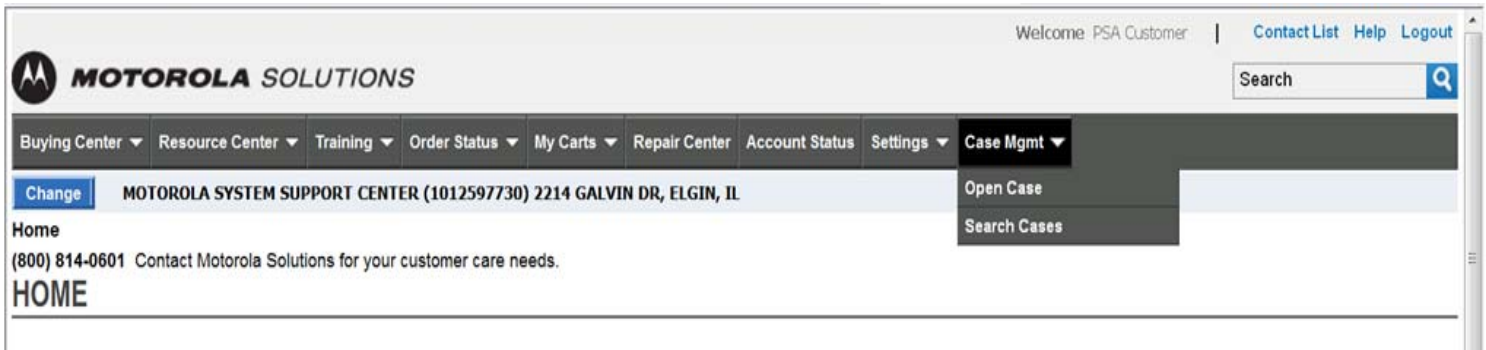 Welcome PSA Customer | Contact List Help Logout
MOTOROLA SOLUTIONS
Search
Buying Center Resource Center Training Order Status My Carts Repair Center Account Status Settings Case Mgmt
Change MOTOROLA SYSTEM SUPPORT CENTER (1012597730) 2214 GALVIN DR, ELGIN, IL
Open Case
Home
Search Cases
(800) 814-0601 Contact Motorola Solutions for your customer care needs.
HOME